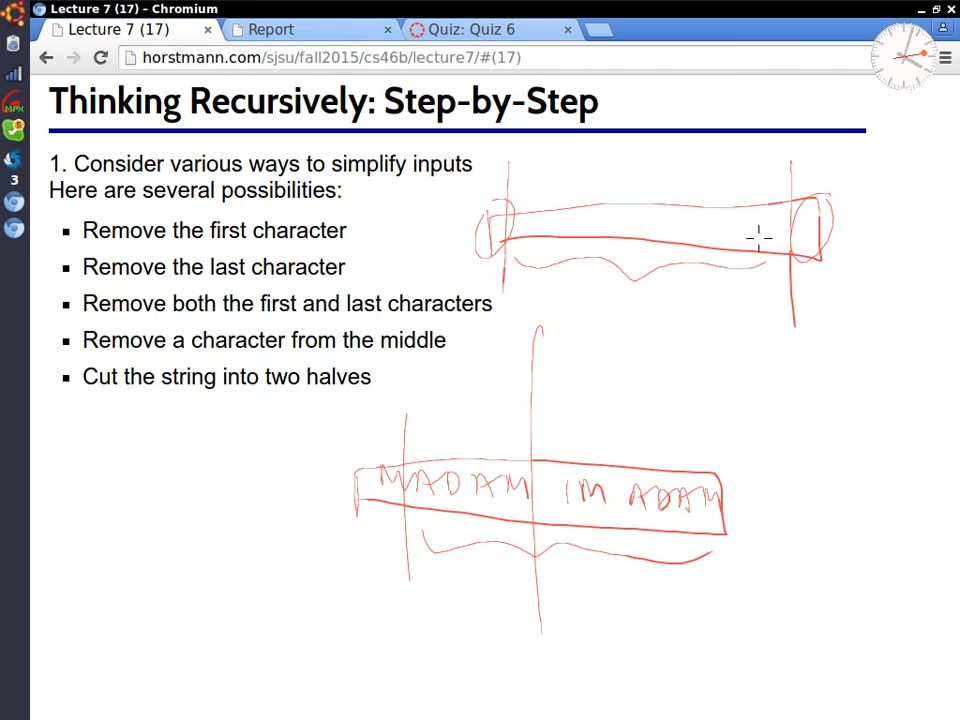 Lecture 7 (17) – Chromium
Lecture 7 (17) × Report × Quiz: Quiz 6 ×
horstmann.com/sjsu/fall2015/cs46b/lecture7/#(17)
MPX
5
3
Thinking Recursively: Step-by-Step
1. Consider various ways to simplify inputs
Here are several possibilities:
Remove the first character
Remove the last character
Remove both the first and last characters
Remove a character from the middle
Cut the string into two halves
MADAM IM ADAM